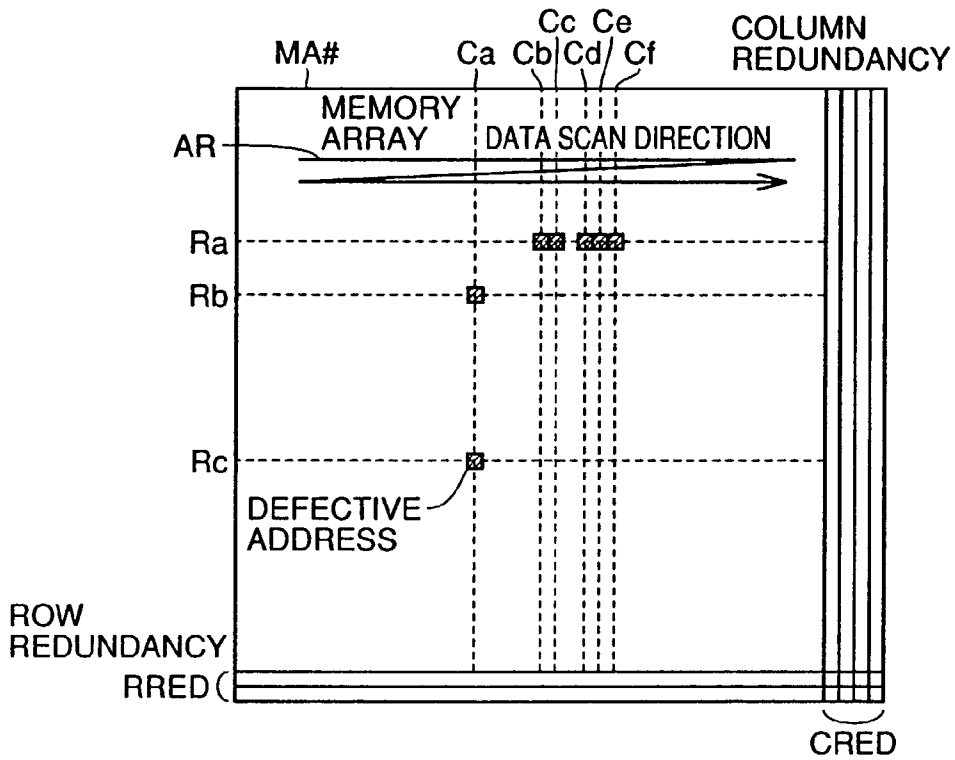 MA#
Ca
Cb
Cc
Cd
Ce
Cf
COLUMN
REDUNDANCY
MEMORY
ARRAY
AR
DATA SCAN DIRECTION
Ra
Rb
Rc
DEFECTIVE
ADDRESS
ROW
REDUNDANCY
RRED
CRED